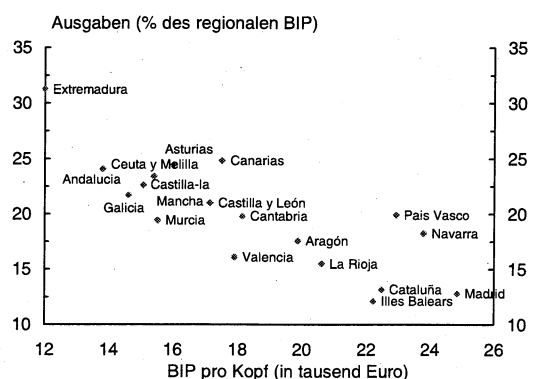 Ausgaben (% des regionalen BIP)
35 35
30 30
25 25
20 20
15 15
10 10
Extremadura
Asturias
Ceuta y Melilla
Canarias
Andalucia
Castilla-la
Mancha
Castilla y León
Galicia
Murcia
Cantabria
Pais Vasco
Navarra
Aragón
Valencia
La Rioja
Cataluña
Madrid
Illes Balears
12 14 16 18 20 22 24 26
BIP pro Kopf (in tausend Euro)